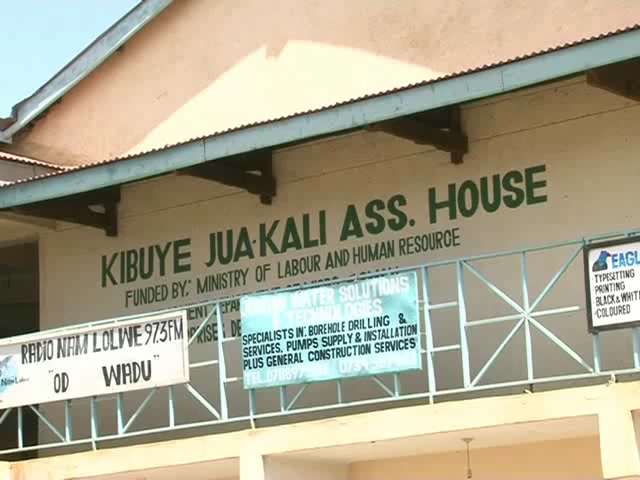 KIBUYE JUA-KALI ASS. HOUSE
FUNDED BY: MINISTRY OF LABOUR AND HUMAN RESOURCE
RADIO NAM LOLWE 97.3FM
"OD WADU"
WATER SOLUTIONS
TECHNOLOGIES
SPECIALISTS IN: BOREHOLE DRILLING &
SERVICES, PUMPS SUPPLY & INSTALLATION
PLUS GENERAL CONSTRUCTION SERVICES
EAGL
TYPESETTING
PRINTING
BLACK & WHITE
COLOURED